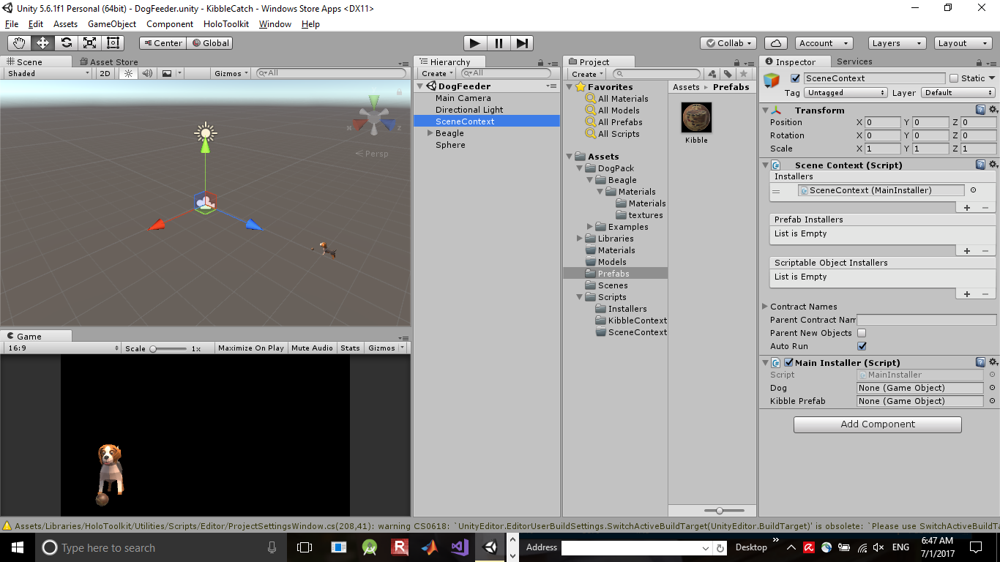 Unity 5.6.1f1 Personal (64bit) - DogFeeder.unity - KibbleCatch - Windows Store Apps <DX11>
File Edit Assets GameObject Component HoloToolkit Window Help
Center Global Collab Account Layers Layout
Scene Asset Store
Shaded 2D Gizmos All
X Z
Persp
Game
16:9 Scale 1x Maximize On Play Mute Audio Stats Gizmos
Hierarchy
Create All
DogFeeder
Main Camera
Directional Light
SceneContext
Beagle
Sphere
Project
Create
Favorites
All Materials
All Models
All Prefabs
All Scripts
Assets
DogPack
Beagle
Materials
Materials
textures
Examples
Libraries
Materials
Models
Prefabs
Scenes
Scripts
Installers
KibbleContext
SceneContext
Assets Prefabs
Kibble
Inspector Services
SceneContext Static
Tag Untagged Layer Default
Transform
Position X 0 Y 0 Z 0
Rotation X 0 Y 0 Z 0
Scale X 1 Y 1 Z 1
Scene Context (Script)
Installers
SceneContext (MainInstaller)
+ −
Prefab Installers
List is Empty
+ −
Scriptable Object Installers
List is Empty
+ −
Contract Names
Parent Contract Nam
Parent New Objects
Auto Run
Main Installer (Script)
Script MainInstaller
Dog None (Game Object)
Kibble Prefab None (Game Object)
Add Component
Assets/Libraries/HoloToolkit/Utilities/Scripts/Editor/ProjectSettingsWindow.cs(208,41): warning CS0618: `UnityEditor.EditorUserBuildSettings.SwitchActiveBuildTarget(UnityEditor.BuildTarget)' is obsolete: `Please use SwitchActiveBuildT
Type here to search R Address Desktop » ENG 6:47 AM
7/1/2017